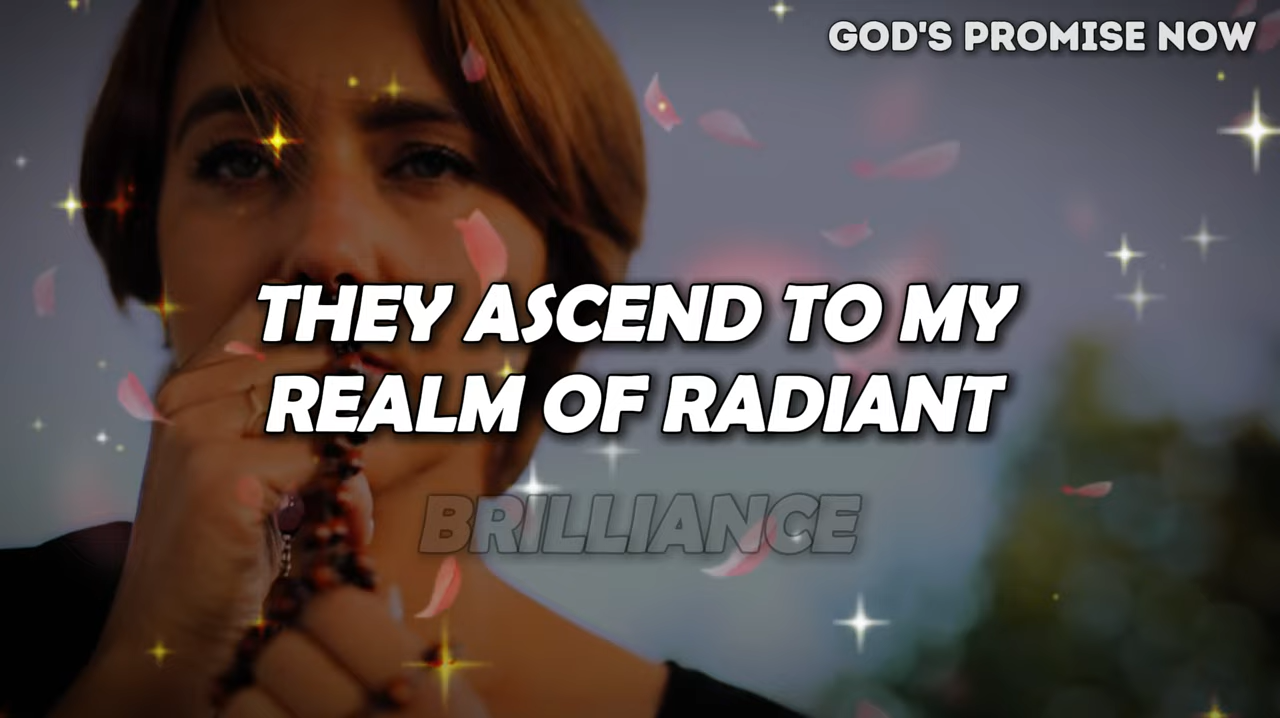 GOD'S PROMISE NOW
THEY ASCEND TO MY
REALM OF RADIANT
BRILLIANCE